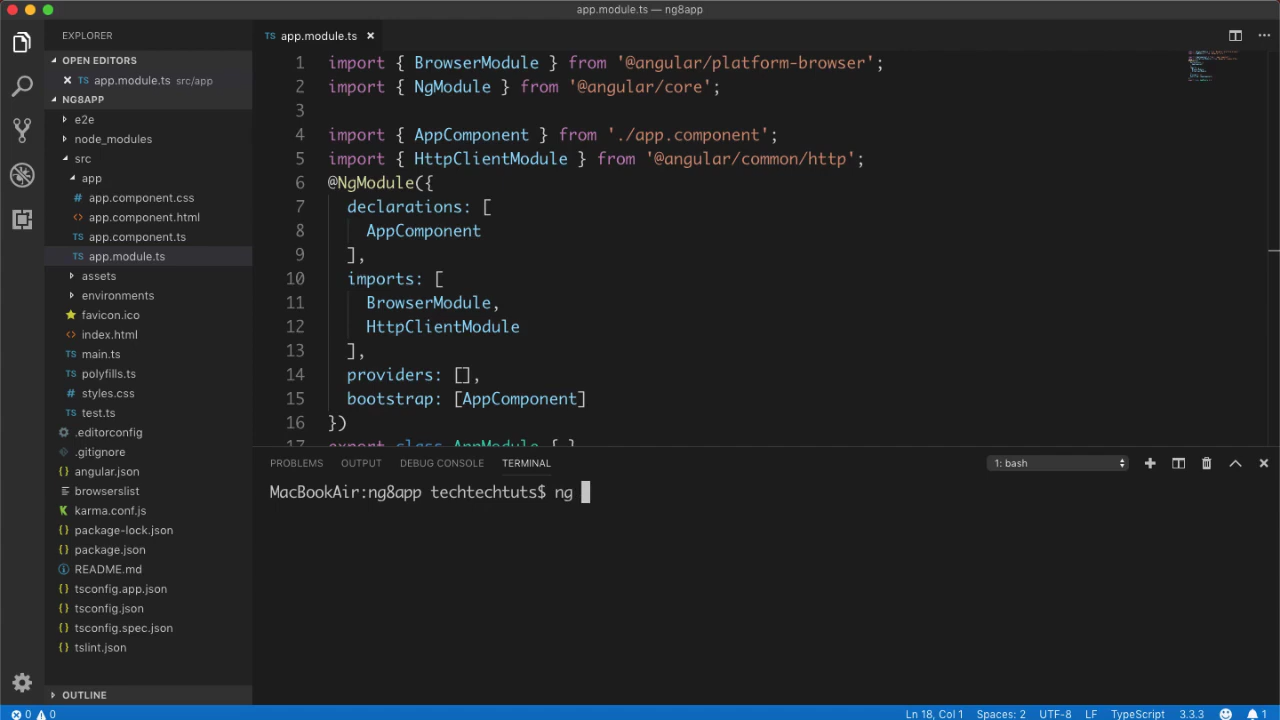 app.module.ts — ng8app
EXPLORER
OPEN EDITORS
app.module.ts src/app
NG8APP
e2e
node_modules
src
app
app.component.css
app.component.html
app.component.ts
app.module.ts
assets
environments
favicon.ico
index.html
main.ts
polyfills.ts
styles.css
test.ts
.editorconfig
.gitignore
angular.json
browserslist
karma.conf.js
package-lock.json
package.json
README.md
tsconfig.app.json
tsconfig.json
tsconfig.spec.json
tslint.json
OUTLINE
TS app.module.ts
1 import { BrowserModule } from '@angular/platform-browser';
2 import { NgModule } from '@angular/core';
3
4 import { AppComponent } from './app.component';
5 import { HttpClientModule } from '@angular/common/http';
6 @NgModule({
7 declarations: [
8 AppComponent
9 ],
10 imports: [
11 BrowserModule,
12 HttpClientModule
13 ],
14 providers: [],
15 bootstrap: [AppComponent]
16 })
17 export class AppModule { }
PROBLEMS OUTPUT DEBUG CONSOLE TERMINAL 1: bash
MacBookAir:ng8app techtechtuts$ ng
0 0 Ln 18, Col 1 Spaces: 2 UTF-8 LF TypeScript 3.3.3 1